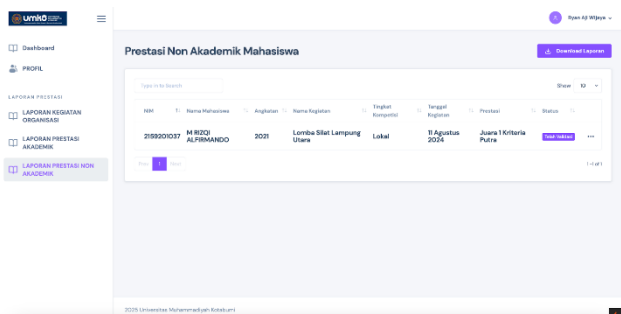 umko
Ryan Aji Wijaya
Dashboard
PROFIL
LAPORAN PRESTASI
LAPORAN KEGIATAN
ORGANISASI
LAPORAN PRESTASI
AKADEMIK
LAPORAN PRESTASI NON
AKADEMIK
Prestasi Non Akademik Mahasiswa
Download Laporan
Type in to Search
Show 10
NIM Nama Mahasiswa Angkatan Nama Kegiatan Tingkat Kompetisi Tanggal Kegiatan Prestasi Status
2159201037 M RIZQI ALFIRMANDO 2021 Lomba Silat Lampung Utara Lokal 11 Agustus 2024 Juara 1 Kriteria Putra Telah Validasi ...
Prev 1 Next
1-1 of 1
2025 Universitas Muhammadiyah Kotabumi